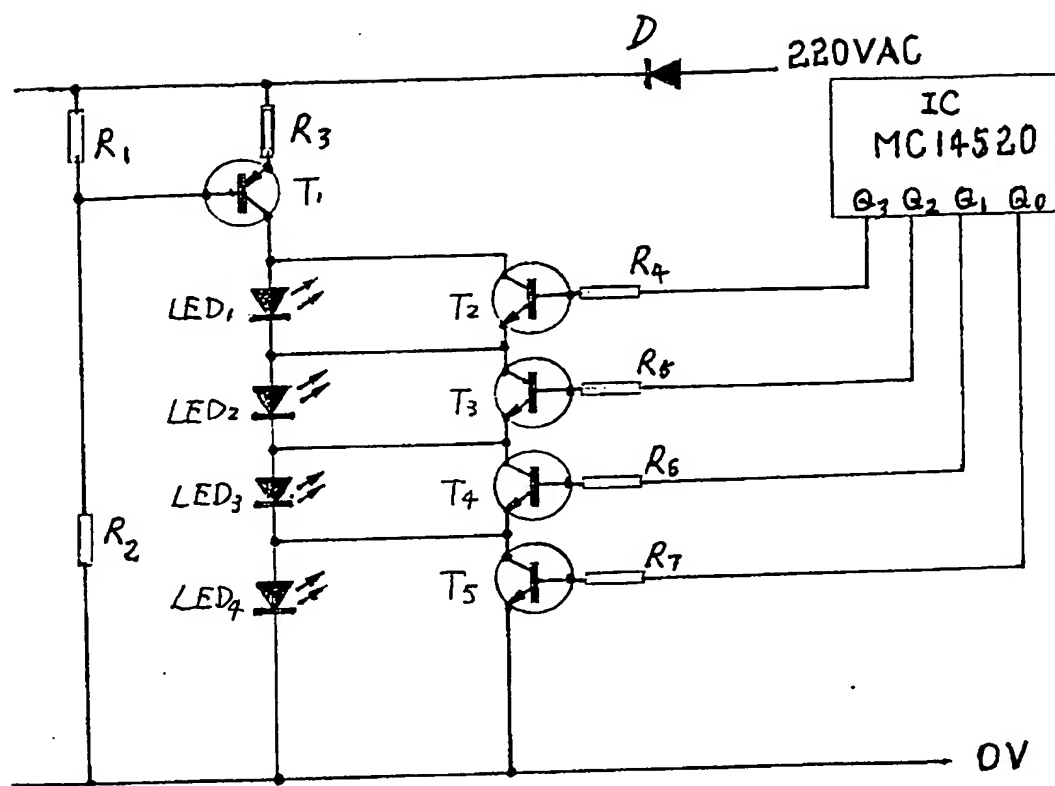 D
220VAC
IC
MC14520
Q3 Q2 Q1 Q0
R1
R3
T1
R4
LED1
T2
R5
LED2
T3
R6
LED3
T4
R2
R7
LED4
T5
0V